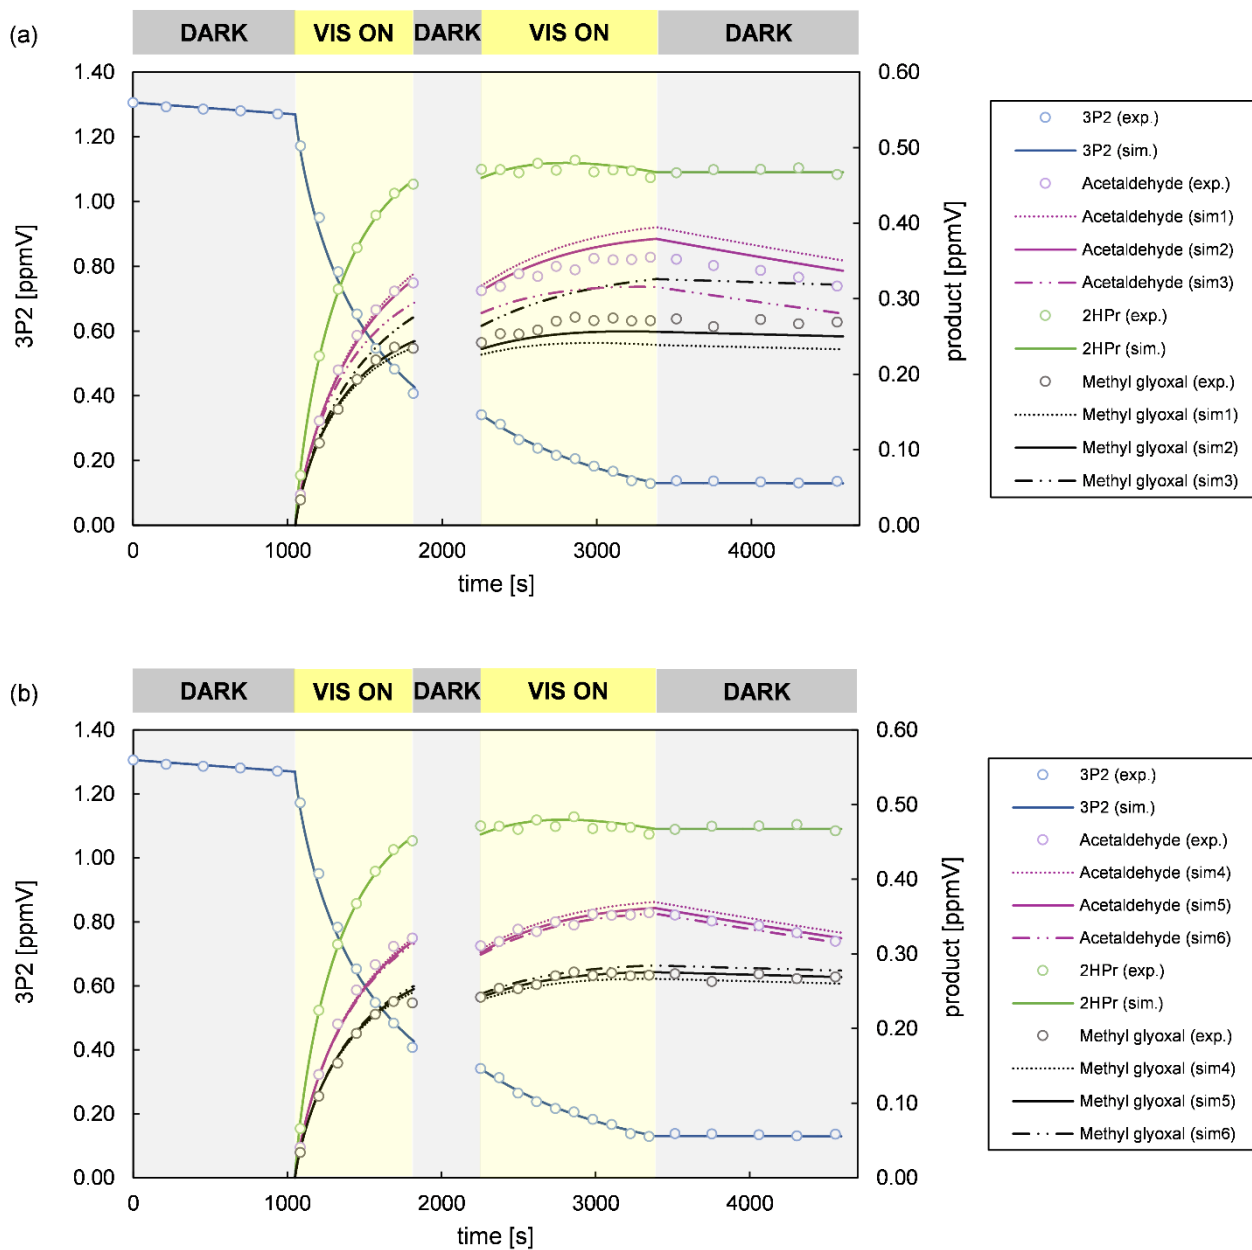 (a)
DARK VIS ON DARK VIS ON DARK
1.40
1.20
1.00
0.80
0.60
0.40
0.20
0.00
3P2 [ppmV]
0.60
0.50
0.40
0.30
0.20
0.10
0.00
product [ppmV]
0 1000 2000 3000 4000
time [s]
3P2 (exp.)
3P2 (sim.)
Acetaldehyde (exp.)
Acetaldehyde (sim1)
Acetaldehyde (sim2)
Acetaldehyde (sim3)
2HPr (exp.)
2HPr (sim.)
Methyl glyoxal (exp.)
Methyl glyoxal (sim1)
Methyl glyoxal (sim2)
Methyl glyoxal (sim3)
(b)
DARK VIS ON DARK VIS ON DARK
1.40
1.20
1.00
0.80
0.60
0.40
0.20
0.00
3P2 [ppmV]
0.60
0.50
0.40
0.30
0.20
0.10
0.00
product [ppmV]
0 1000 2000 3000 4000
time [s]
3P2 (exp.)
3P2 (sim.)
Acetaldehyde (exp.)
Acetaldehyde (sim4)
Acetaldehyde (sim5)
Acetaldehyde (sim6)
2HPr (exp.)
2HPr (sim.)
Methyl glyoxal (exp.)
Methyl glyoxal (sim4)
Methyl glyoxal (sim5)
Methyl glyoxal (sim6)